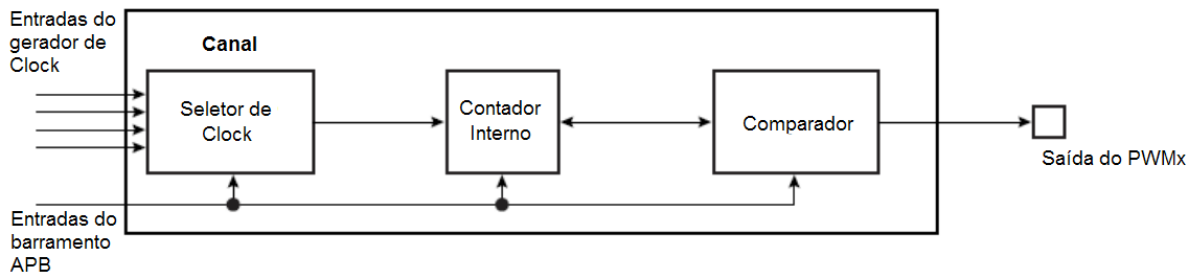 Entradas do
gerador de
Clock
Canal
Seletor de
Clock
Contador
Interno
Comparador
Saída do PWMx
Entradas do
barramento
APB